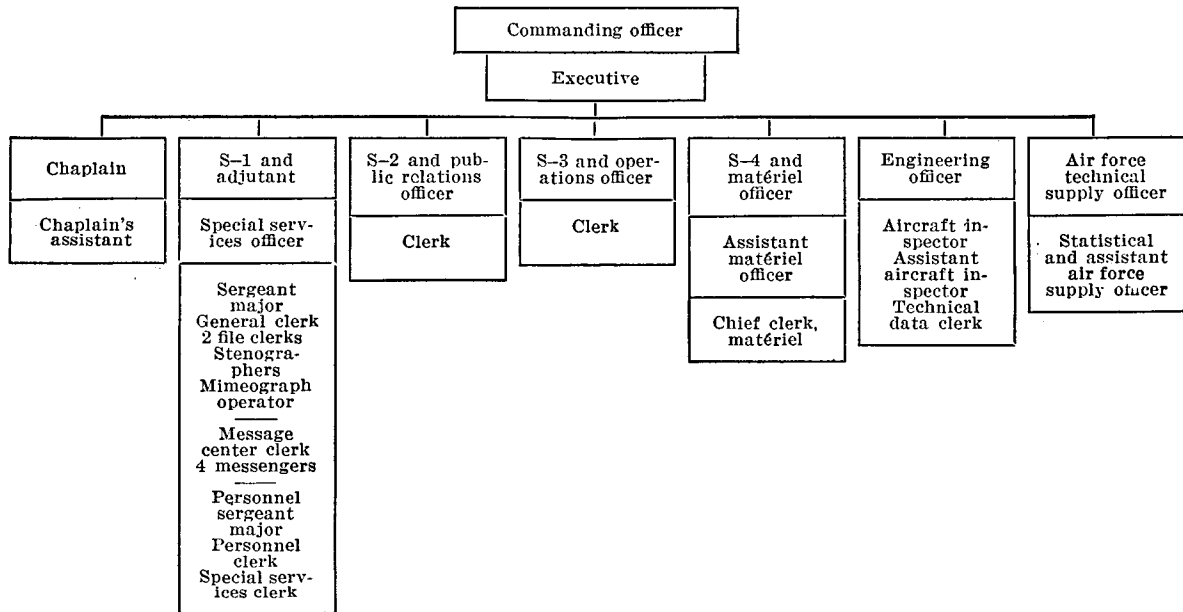 Commanding officer
Executive
Chaplain
Chaplain's
assistant
S-1 and
adjutant
Special serv-
ices officer
Sergeant
major
General clerk
2 file clerks
Stenogra-
phers
Mimeograph
operator
Message
center clerk
4 messengers
Personnel
sergeant
major
Personnel
clerk
Special serv-
ices clerk
S-2 and pub-
lic relations
officer
Clerk
S-3 and oper-
ations officer
Clerk
S-4 and
matériel
officer
Assistant
matériel
officer
Chief clerk,
matériel
Engineering
officer
Aircraft in-
spector
Assistant
aircraft in-
spector
Technical
data clerk
Air force
technical
supply officer
Statistical
and assistant
air force
supply officer